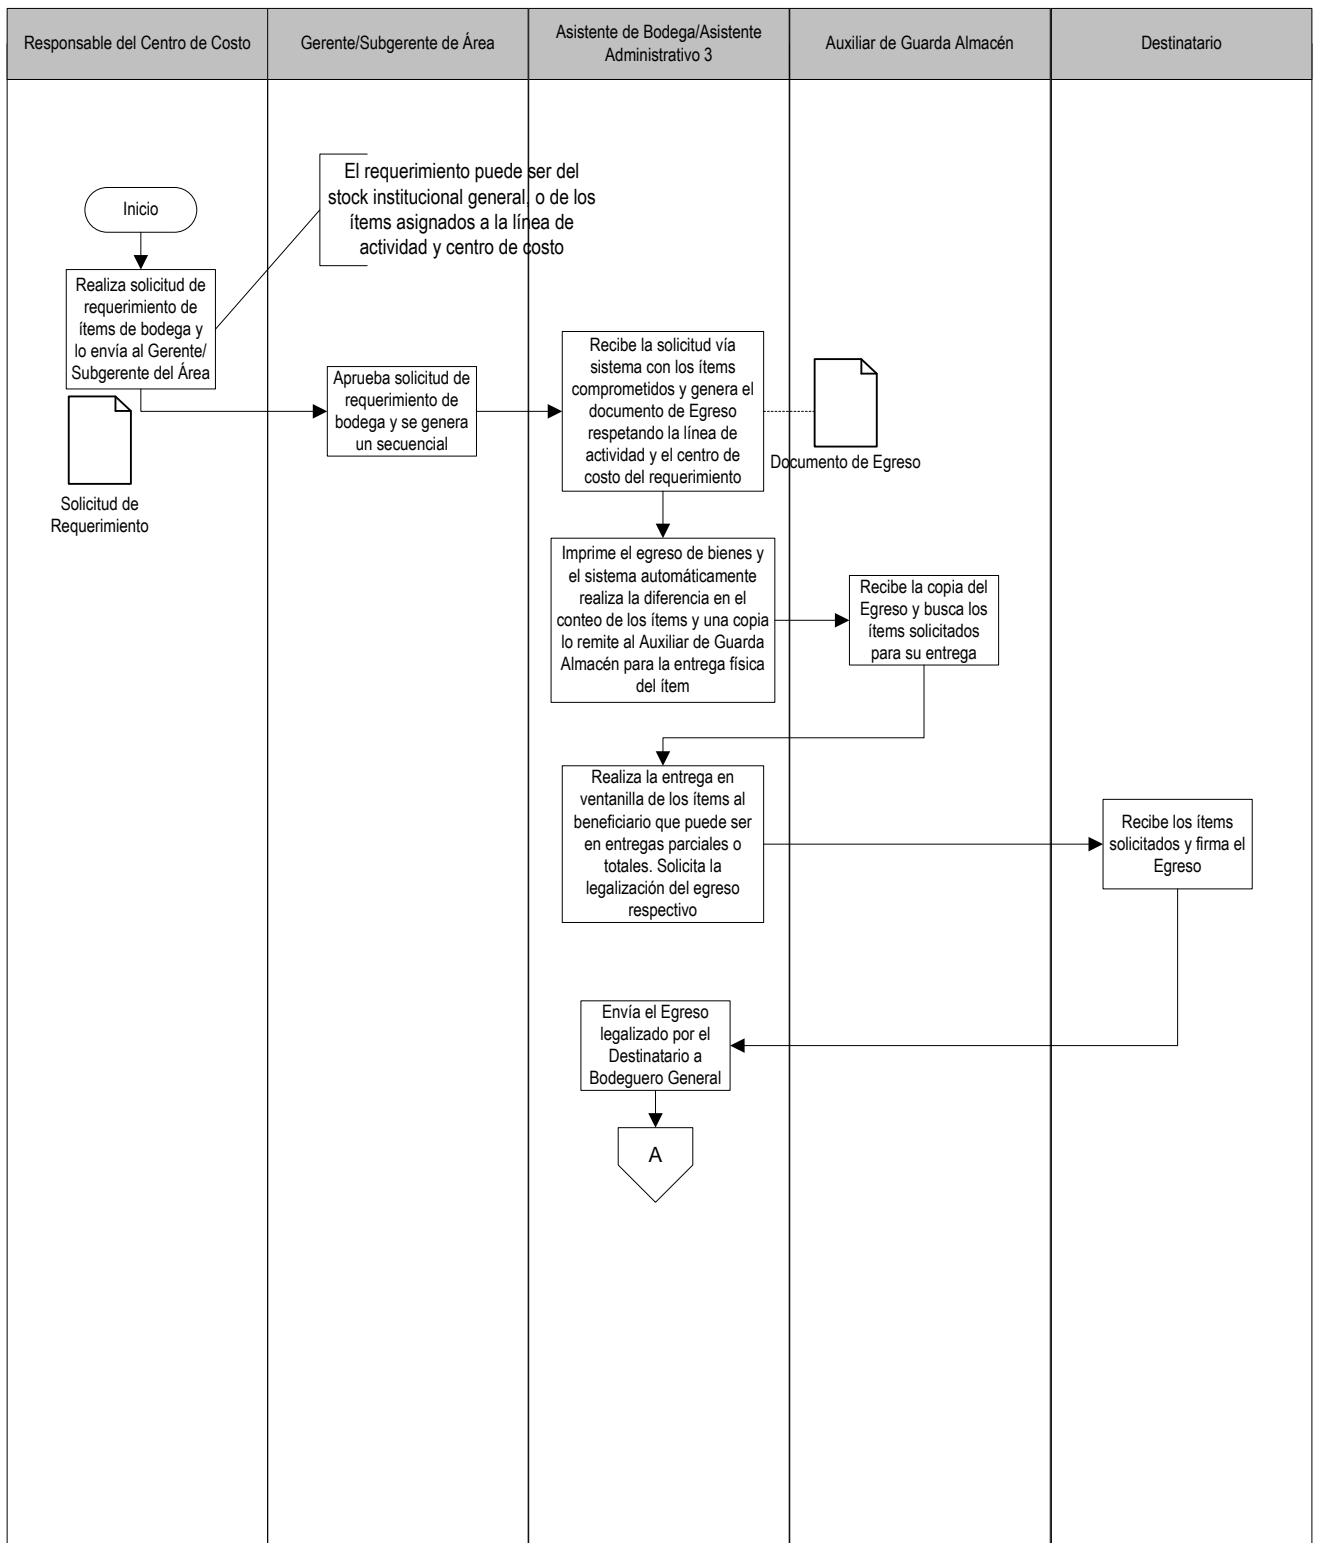 Responsable del Centro de Costo
Gerente/Subgerente de Área
Asistente de Bodega/Asistente
Administrativo 3
Auxiliar de Guarda Almacén
Destinatario
Inicio
El requerimiento puede ser del
stock institucional general, o de los
ítems asignados a la línea de
actividad y centro de costo
Realiza solicitud de
requerimiento de
ítems de bodega y
lo envía al Gerente/
Subgerente del Área
Solicitud de
Requerimiento
Aprueba solicitud de
requerimiento de
bodega y se genera
un secuencial
Recibe la solicitud vía
sistema con los ítems
comprometidos y genera el
documento de Egreso
respetando la línea de
actividad y el centro de
costo del requerimiento
Documento de Egreso
Imprime el egreso de bienes y
el sistema automáticamente
realiza la diferencia en el
conteo de los ítems y una copia
lo remite al Auxiliar de Guarda
Almacén para la entrega física
del ítem
Recibe la copia del
Egreso y busca los
ítems solicitados
para su entrega
Realiza la entrega en
ventanilla de los ítems al
beneficiario que puede ser
en entregas parciales o
totales. Solicita la
legalización del egreso
respectivo
Recibe los ítems
solicitados y firma el
Egreso
Envía el Egreso
legalizado por el
Destinatario a
Bodeguero General
A